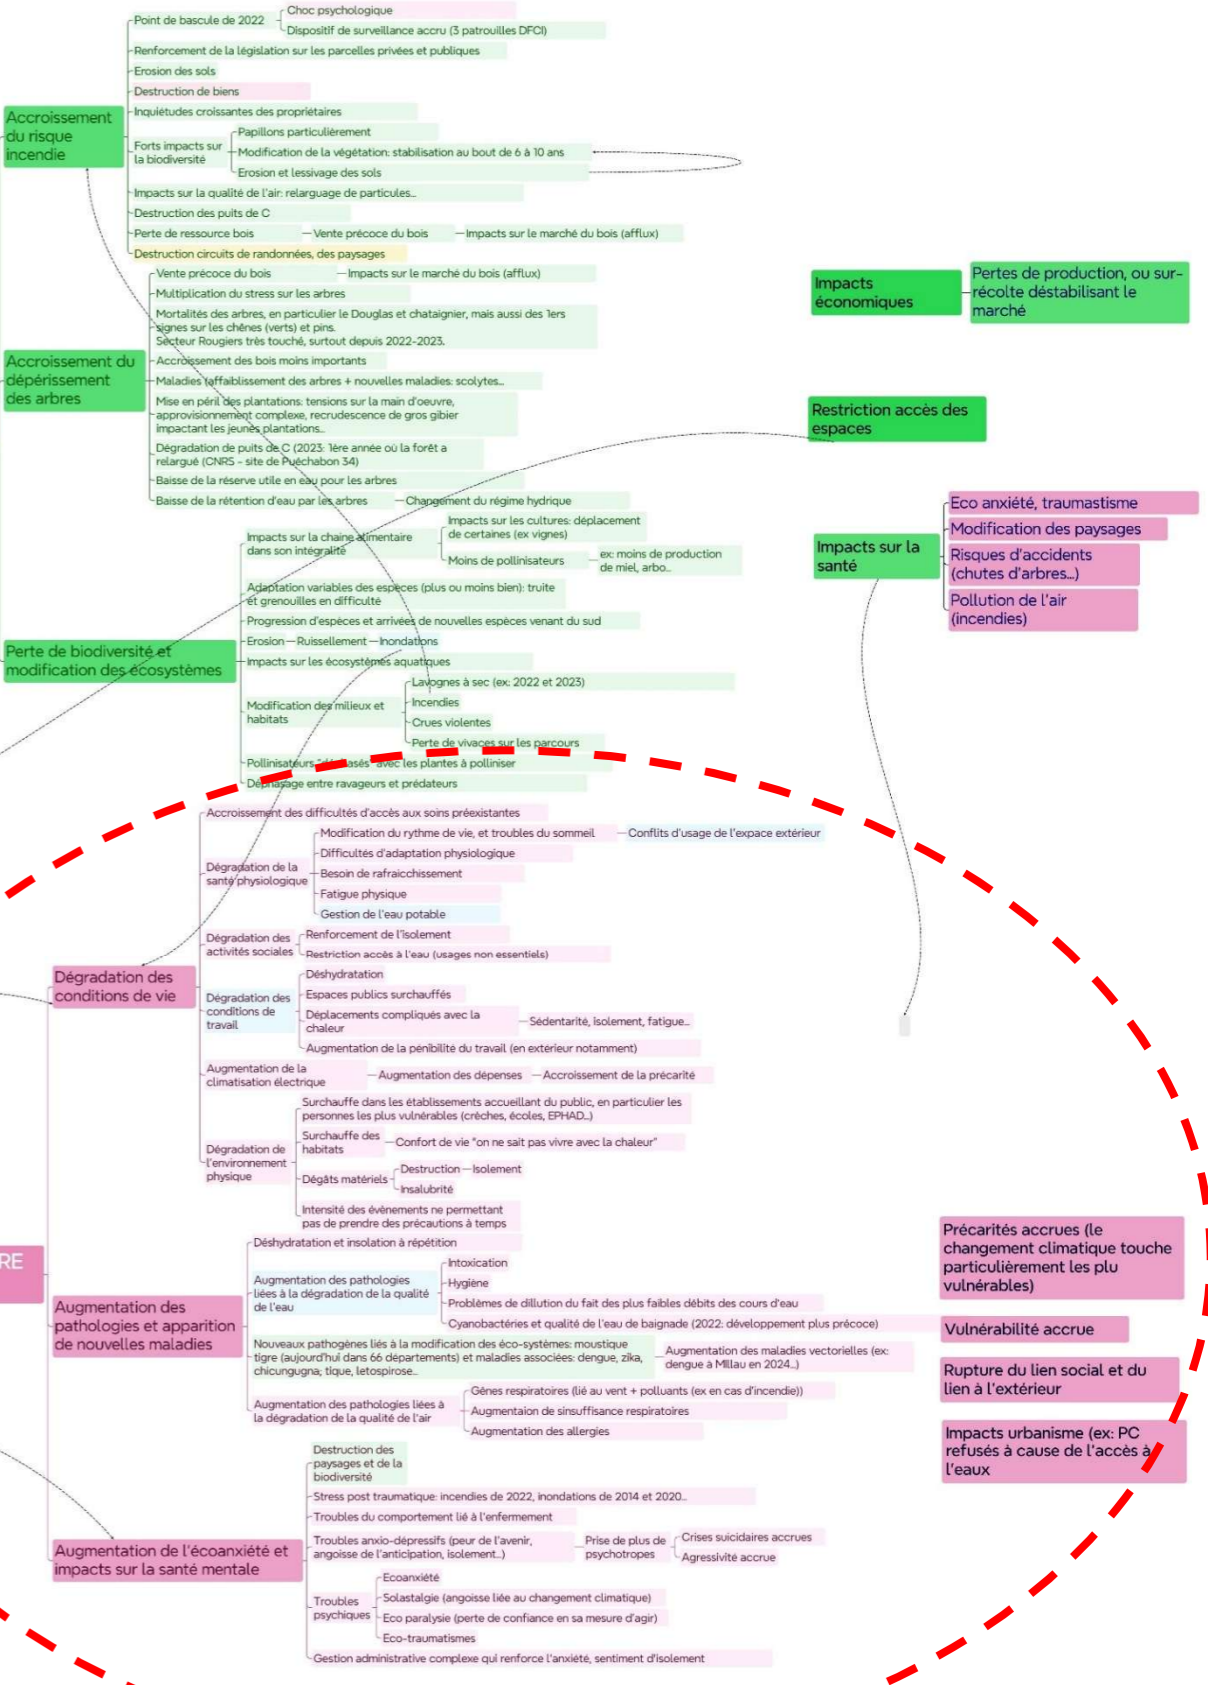 Point de bascule de 2022
Choc psychologique
Dispositif de surveillance accru (3 patrouilles DFCI)
Renforcement de la législation sur les parcelles privées et publiques
Erosion des sols
Destruction de biens
Accroissement
du risque
incendie
Inquiétudes croissantes des propriétaires
Forts impacts sur
la biodiversité
Papillons particulièrement
Modification de la végétation: stabilisation au bout de 6 à 10 ans
Erosion et lessivage des sols
Impacts sur la qualité de l'air: relarguage de particules...
Destruction des puits de C
Perte de ressource bois
Vente précoce du bois
Impacts sur le marché du bois (afflux)
Destruction circuits de randonnées, des paysages
Vente précoce du bois
Impacts sur le marché du bois (afflux)
Multiplication du stress sur les arbres
Mortalités des arbres, en particulier le Douglas et chataignier, mais aussi des 1ers
signes sur les chênes (verts) et pins.
Secteur Rougiers très touché, surtout depuis 2022-2023.
Accroissement du
dépérissement
des arbres
Accroissement des bois moins importants
Maladies (affaiblissement des arbres + nouvelles maladies: scolytes...
Mise en péril des plantations: tensions sur la main d'oeuvre,
approvisionnement complexe, recrudescence de gros gibier
impactant les jeunes plantations...
Dégradation de puits de C (2023: 1ère année où la forêt a
relargué (CNRS - site de Puéchabon 34)
Baisse de la réserve utile en eau pour les arbres
Baisse de la rétention d'eau par les arbres
Changement du régime hydrique
Impacts économiques
Pertes de production, ou sur-
récolte déstabilisant le
marché
Restriction accès des
espaces
Impacts sur la
santé
Eco anxiété, traumastisme
Modification des paysages
Risques d'accidents
(chutes d'arbres...)
Pollution de l'air
(incendies)
Perte de biodiversité et
modification des écosystèmes
Impacts sur la chaine alimentaire
dans son intégralité
Impacts sur les cultures: déplacement
de certaines (ex vignes)
Moins de pollinisateurs
ex: moins de production
de miel, arbo...
Adaptation variables des espèces (plus ou moins bien): truite
et grenouilles en difficulté
Progression d'espèces et arrivées de nouvelles espèces venant du sud
Erosion
Ruissellement
Inondations
Impacts sur les écosystèmes aquatiques
Modification des milieux et
habitats
Lavognes à sec (ex: 2022 et 2023)
Incendies
Crues violentes
Perte de vivaces sur les parcours
Pollinisateurs "déphasés" avec les plantes à polliniser
Déphasage entre ravageurs et prédateurs
Dégradation des
conditions de vie
Accroissement des difficultés d'accès aux soins préexistantes
Dégradation de la
santé physiologique
Modification du rythme de vie, et troubles du sommeil
Conflits d'usage de l'espace extérieur
Difficultés d'adaptation physiologique
Besoin de rafraicchissement
Fatigue physique
Gestion de l'eau potable
Dégradation des
activités sociales
Renforcement de l'isolement
Restriction accès à l'eau (usages non essentiels)
Dégradation des
conditions de
travail
Déshydratation
Espaces publics surchauffés
Déplacements compliqués avec la
chaleur
Sédentarité, isolement, fatigue...
Augmentation de la pénibilité du travail (en extérieur notamment)
Augmentation de la
climatisation électrique
Augmentation des dépenses
Accroissement de la précarité
Dégradation de
l'environnement
physique
Surchauffe dans les établissements accueillant du public, en particulier les
personnes les plus vulnérables (crèches, écoles, EPHAD...)
Surchauffe des
habitats
Confort de vie "on ne sait pas vivre avec la chaleur"
Dégâts matériels
Destruction
Isolement
Insalubrité
Intensité des évènements ne permettant
pas de prendre des précautions à temps
RE
Augmentation des
pathologies et apparition
de nouvelles maladies
Déshydratation et insolation à répétition
Augmentation des pathologies
liées à la dégradation de la qualité
de l'eau
Intoxication
Hygiène
Problèmes de dillution du fait des plus faibles débits des cours d'eau
Cyanobactéries et qualité de l'eau de baignade (2022: développement plus précoce)
Nouveaux pathogènes liés à la modification des éco-systèmes: moustique
tigre (aujourd'hui dans 66 départements) et maladies associées: dengue, zika,
chicungugna; tique, letospirose...
Augmentation des maladies vectorielles (ex:
dengue à Millau en 2024...)
Augmentation des pathologies liées à
la dégradation de la qualité de l'air
Gênes respiratoires (lié au vent + polluants (ex en cas d'incendie))
Augmentaion de sinsuffisance respiratoires
Augmentation des allergies
Précarités accrues (le
changement climatique touche
particulièrement les plu
vulnérables)
Vulnérabilité accrue
Rupture du lien social et du
lien à l'extérieur
Impacts urbanisme (ex: PC
refusés à cause de l'accès à
l'eaux
Augmentation de l'écoanxiété et
impacts sur la santé mentale
Destruction des
paysages et de la
biodiversité
Stress post traumatique: incendies de 2022, inondations de 2014 et 2020...
Troubles du comportement lié à l'enfermement
Troubles anxio-dépressifs (peur de l'avenir,
angoisse de l'anticipation, isolement...)
Prise de plus de
psychotropes
Crises suicidaires accrues
Agressivité accrue
Troubles
psychiques
Ecoanxiété
Solastalgie (angoisse liée au changement climatique)
Eco paralysie (perte de confiance en sa mesure d'agir)
Eco-traumatismes
Gestion administrative complexe qui renforce l'anxiété, sentiment d'isolement